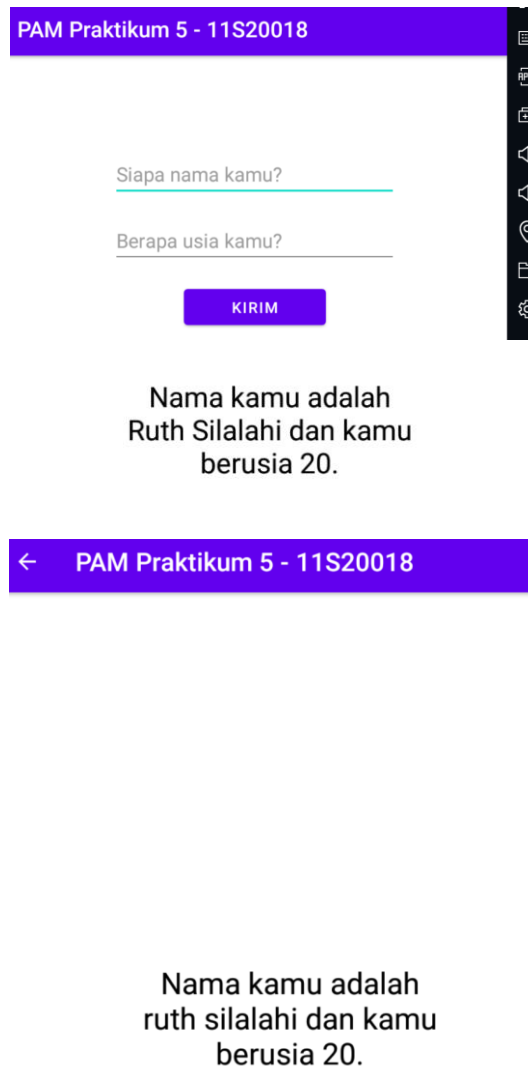 PAM Praktikum 5 - 11S20018
Siapa nama kamu?
Berapa usia kamu?
KIRIM
Nama kamu adalah
Ruth Silalahi dan kamu
berusia 20.
PAM Praktikum 5 - 11S20018
Nama kamu adalah
ruth silalahi dan kamu
berusia 20.